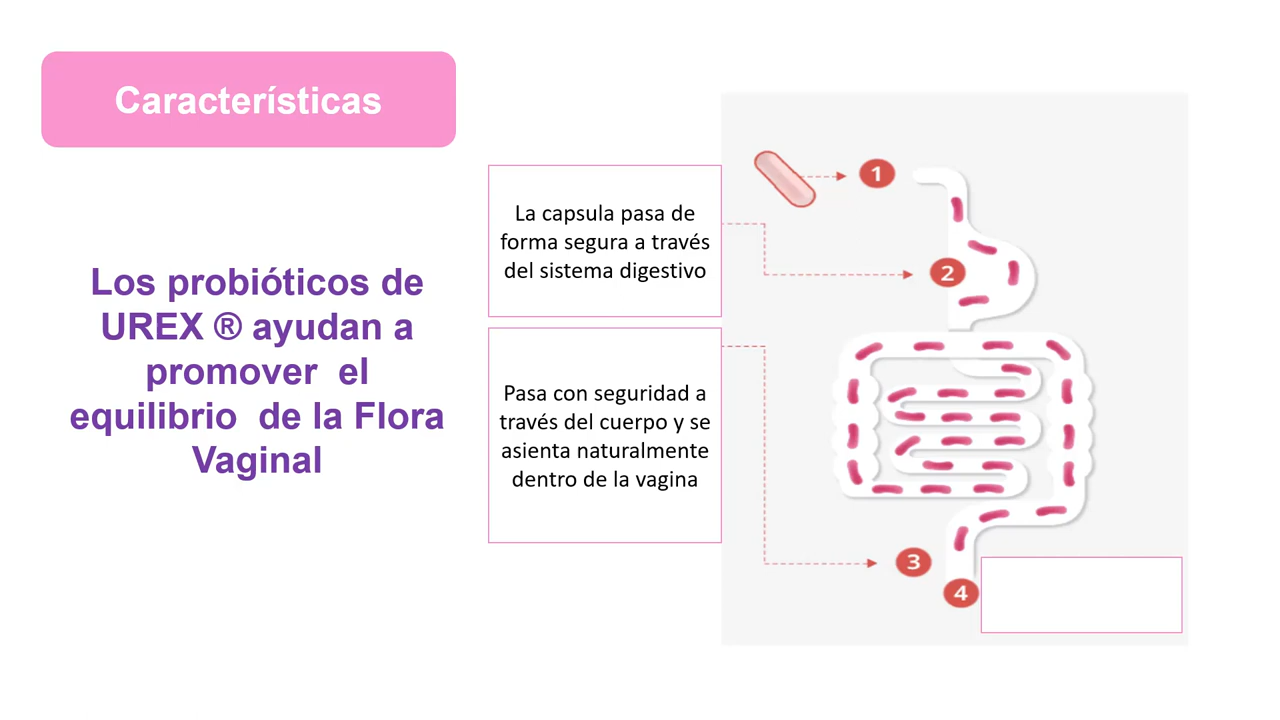 Características
Los probióticos de
UREX ® ayudan a
promover  el
equilibrio  de la Flora
Vaginal
La capsula pasa de
forma segura a través
del sistema digestivo
Pasa con seguridad a
través del cuerpo y se
asienta naturalmente
dentro de la vagina
1
2
3
4